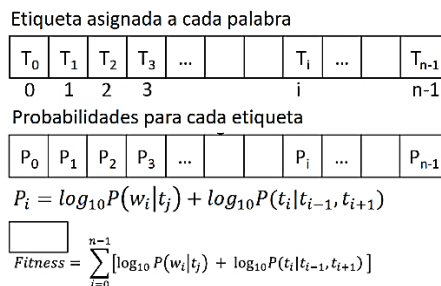 Etiqueta asignada a cada palabra
T₀ T₁ T₂ T₃ ... Tᵢ ... Tₙ₋₁
0 1 2 3 i n-1
Probabilidades para cada etiqueta
P₀ P₁ P₂ P₃ ... Pᵢ ... Pₙ₋₁
Pᵢ = log₁₀P(wᵢ|tⱼ) + log₁₀P(tᵢ|tᵢ₋₁, tᵢ₊₁)
Fitness = ∑_{i=0}^{n-1} [log₁₀ P(wᵢ|tⱼ) + log₁₀P(tᵢ|tᵢ₋₁, tᵢ₊₁) ]